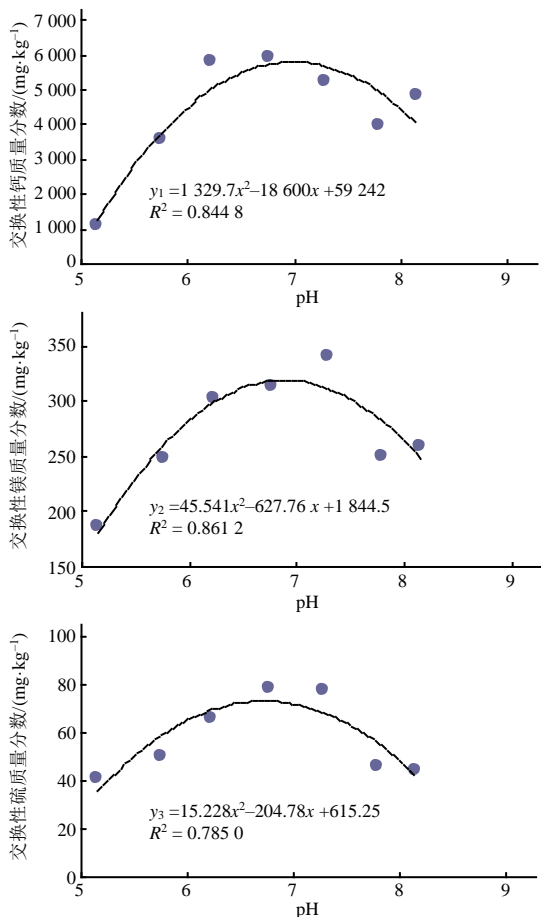 7 000
6 000
5 000
4 000
3 000
2 000
1 000
0
交换性钙质量分数/(mg·kg⁻¹)
y₁ =1 329.7x²–18 600x +59 242
R² = 0.844 8
5 6 7 8 9
pH
350
300
250
200
150
交换性镁质量分数/(mg·kg⁻¹)
y₂ =45.541x²–627.76 x +1 844.5
R² = 0.861 2
5 6 7 8 9
pH
100
80
60
40
20
0
交换性硫质量分数/(mg·kg⁻¹)
y₃ =15.228x²–204.78x +615.25
R² = 0.785 0
5 6 7 8 9
pH